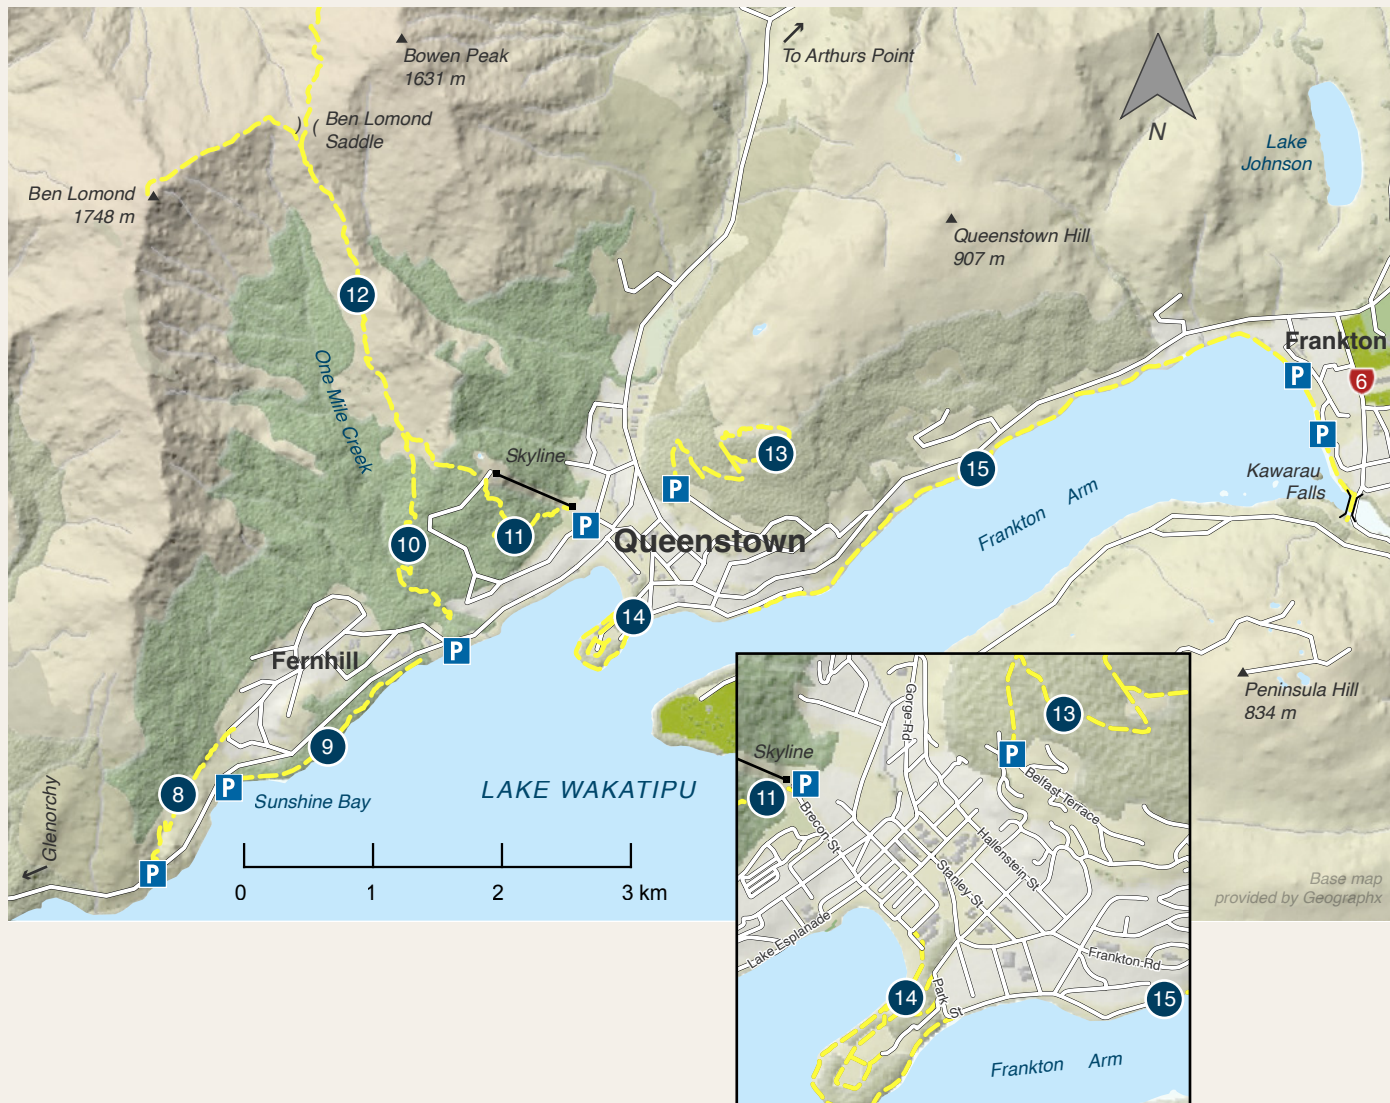 Bowen Peak
1631 m
To Arthurs Point
Ben Lomond
Saddle
N
Lake
Johnson
Ben Lomond
1748 m
Queenstown Hill
907 m
12
One Mile Creek
Frankton
P
6
13
Skyline
15
P
Kawarau
Falls
P
Frankton Arm
10
11
P
Queenstown
14
P
Fernhill
9
8
P
Sunshine Bay
LAKE WAKATIPU
Peninsula Hill
834 m
Glenorchy
P
0
1
2
3 km
Base map
provided by Geographx
Gorge Rd
13
Skyline
P
P
11
Belfast Terrace
Brecon St
Hallenstein St
Stanley St
Lake Esplanade
Frankton Rd
14
Park St
15
Frankton Arm